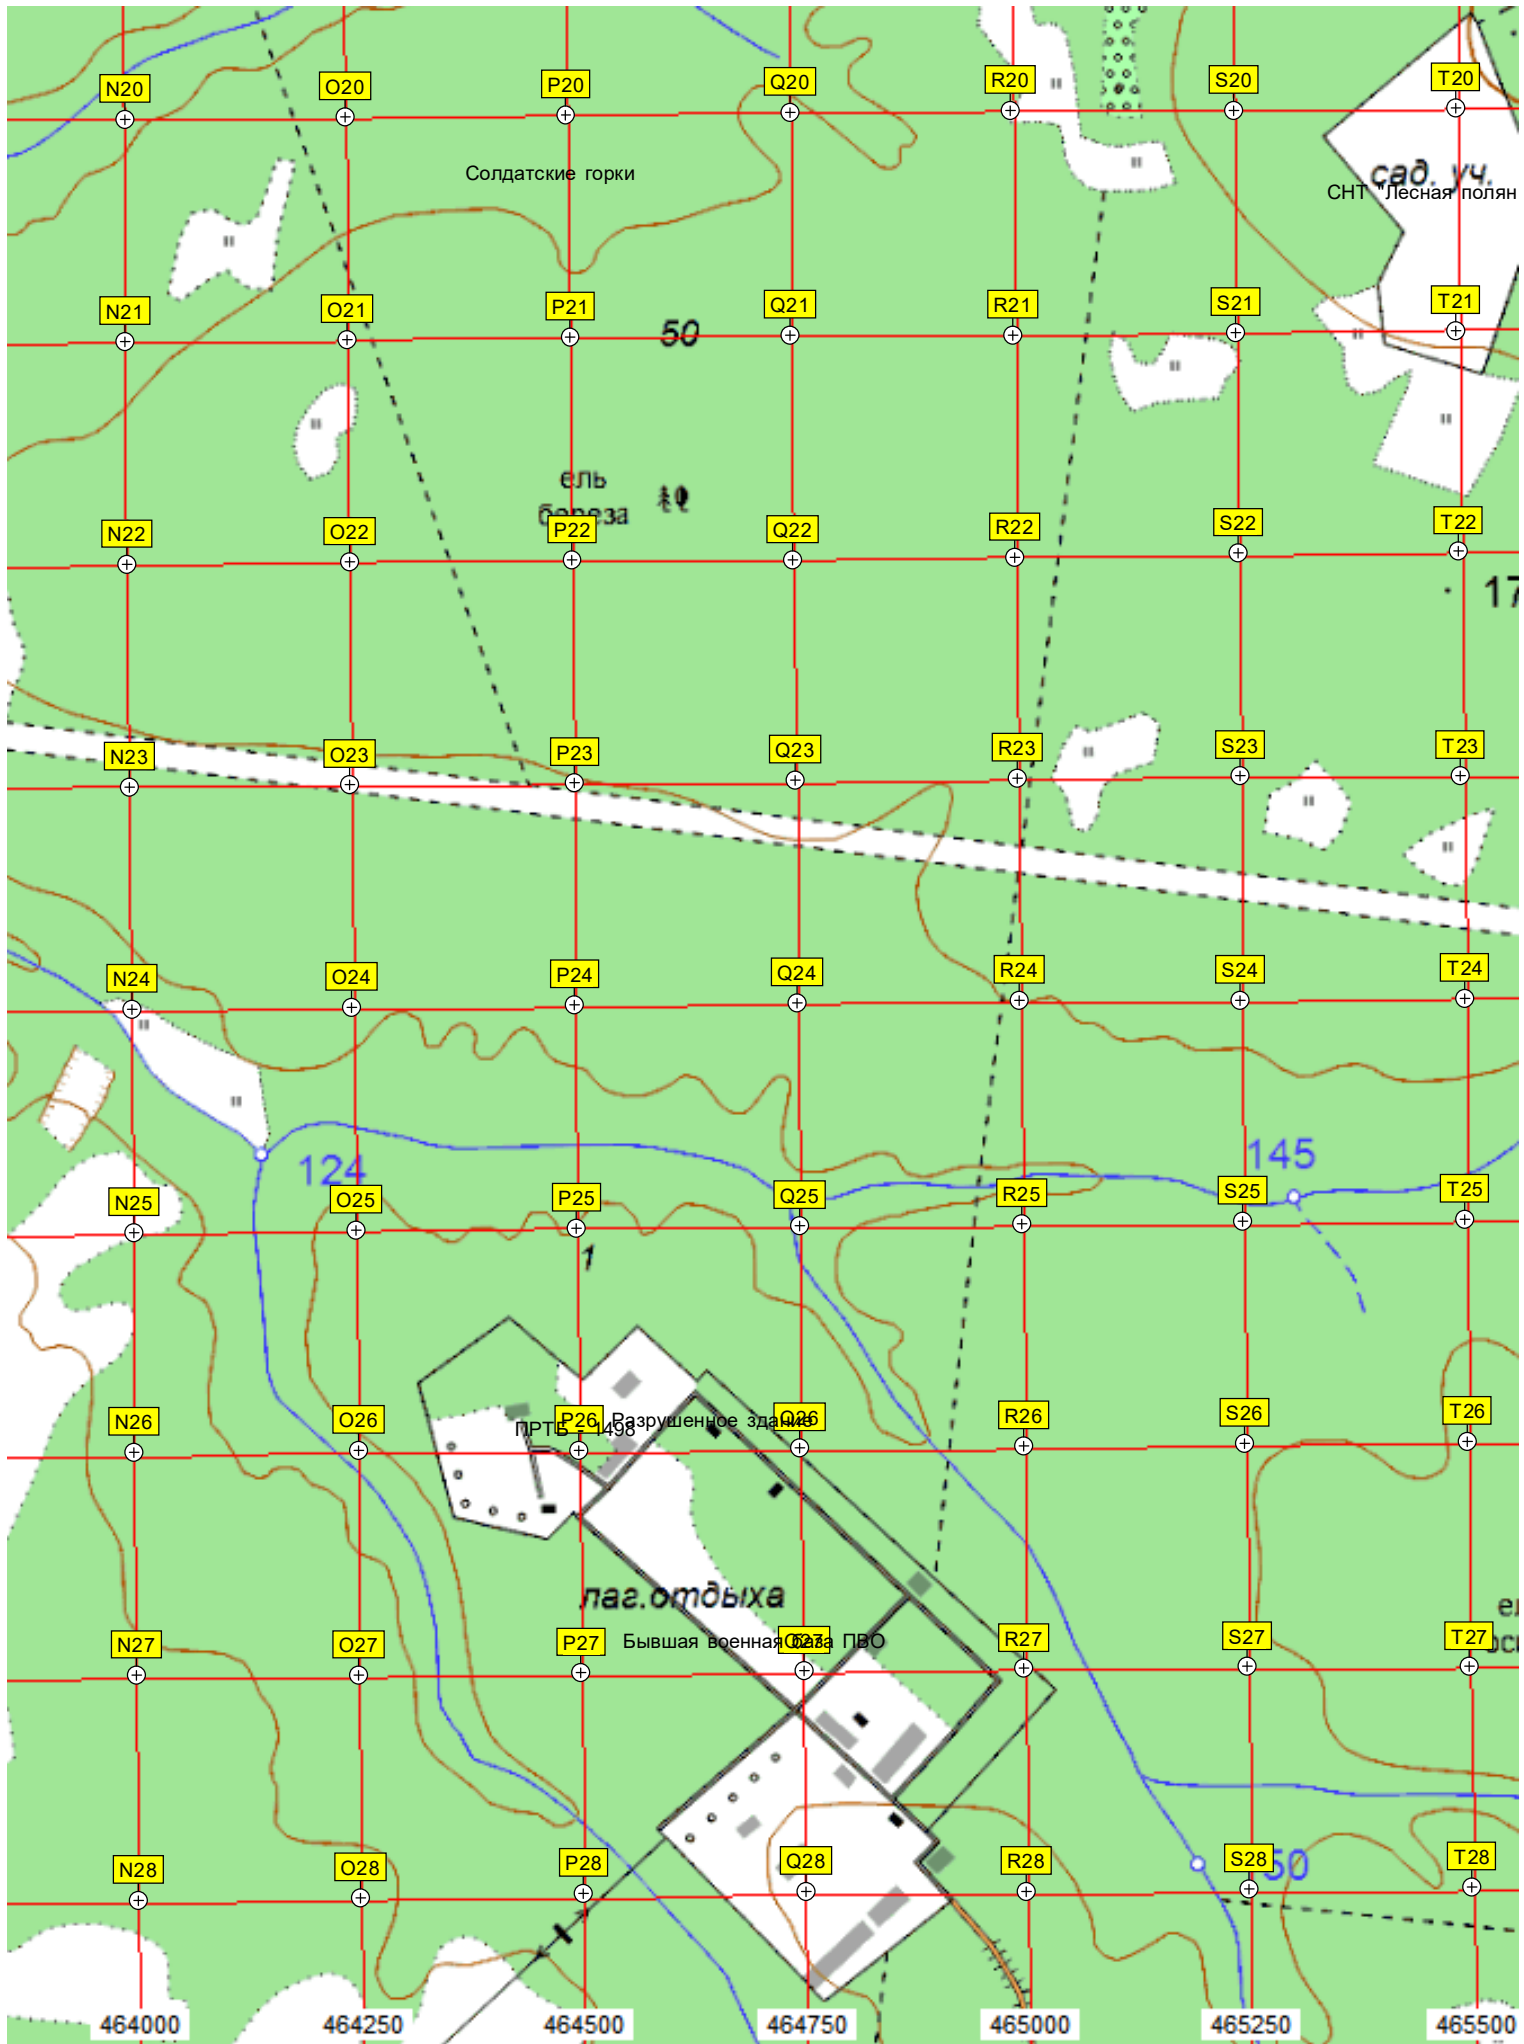 N20 O20 P20 Q20 R20 S20 T20
Солдатские горки
сад. уч.
СНТ "Лесная полян
N21 O21 P21 Q21 R21 S21 T21
50
ель
береза
N22 O22 P22 Q22 R22 S22 T22
17
N23 O23 P23 Q23 R23 S23 T23
N24 O24 P24 Q24 R24 S24 T24
124
145
N25 O25 P25 Q25 R25 S25 T25
1
N26 O26 P26 Q26 R26 S26 T26
ПРТБ - 1498
Разрушенное здание
лаг.отдыха
N27 O27 P27 Q27 R27 S27 T27
Бывшая военная база ПВО
N28 O28 P28 Q28 R28 S28 T28
464000 464250 464500 464750 465000 465250 465500